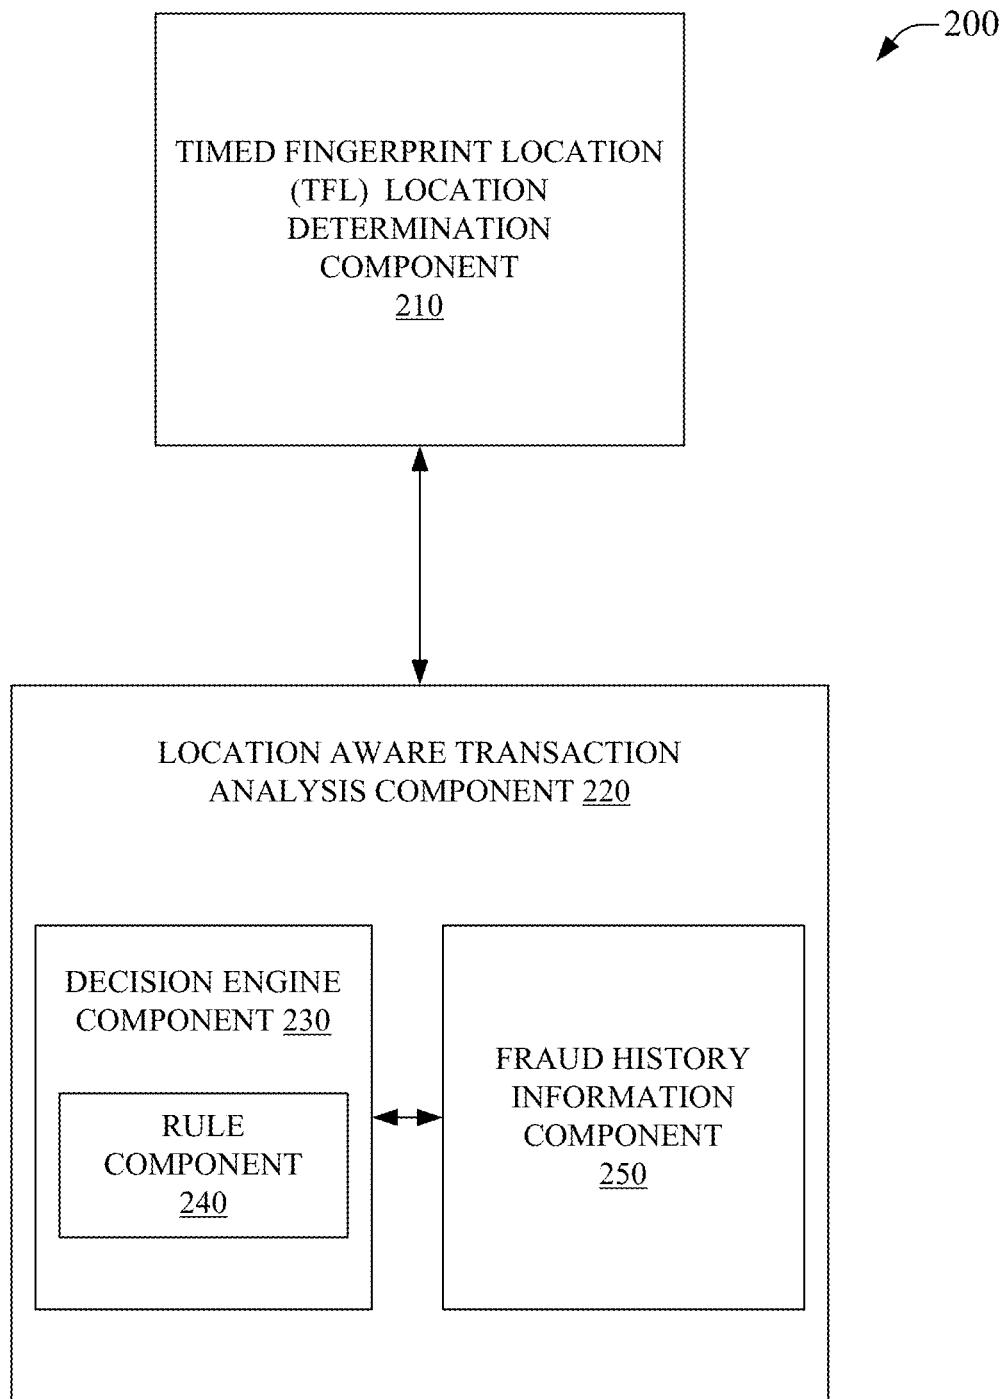 200
TIMED FINGERPRINT LOCATION
(TFL) LOCATION
DETERMINATION
COMPONENT
210
LOCATION AWARE TRANSACTION
ANALYSIS COMPONENT 220
DECISION ENGINE
COMPONENT 230
RULE
COMPONENT
240
FRAUD HISTORY
INFORMATION
COMPONENT
250